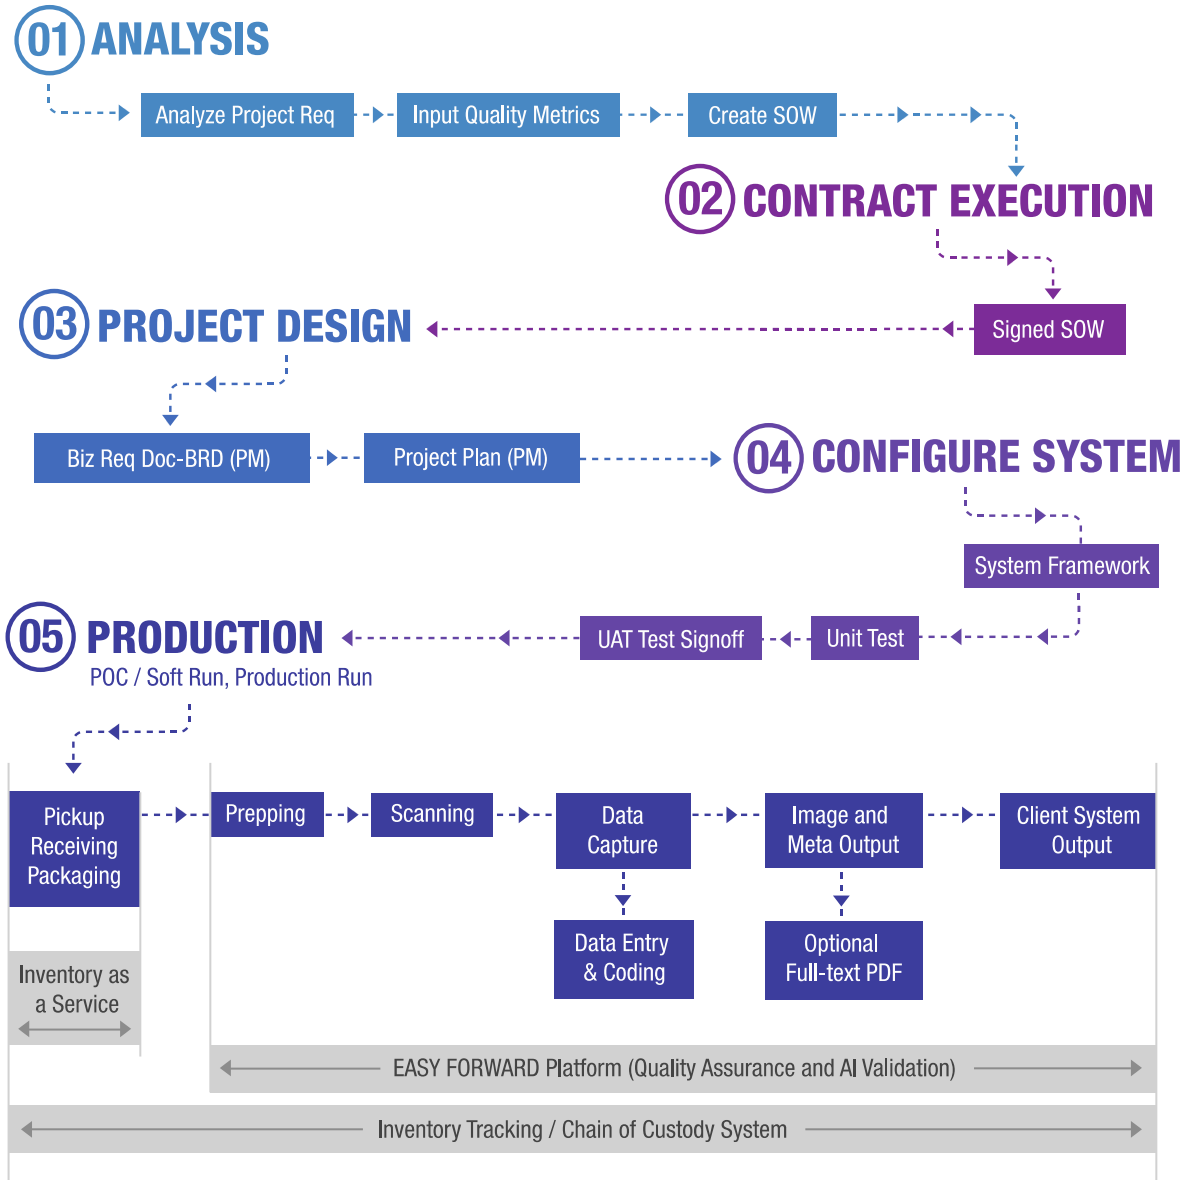 01 ANALYSIS
Analyze Project Req
Input Quality Metrics
Create SOW
02 CONTRACT EXECUTION
Signed SOW
03 PROJECT DESIGN
Biz Req Doc-BRD (PM)
Project Plan (PM)
04 CONFIGURE SYSTEM
System Framework
Unit Test
UAT Test Signoff
05 PRODUCTION
POC / Soft Run, Production Run
Pickup
Receiving
Packaging
Prepping
Scanning
Data
Capture
Image and
Meta Output
Client System
Output
Data Entry
& Coding
Optional
Full-text PDF
Inventory as
a Service
EASY FORWARD Platform (Quality Assurance and AI Validation)
Inventory Tracking / Chain of Custody System